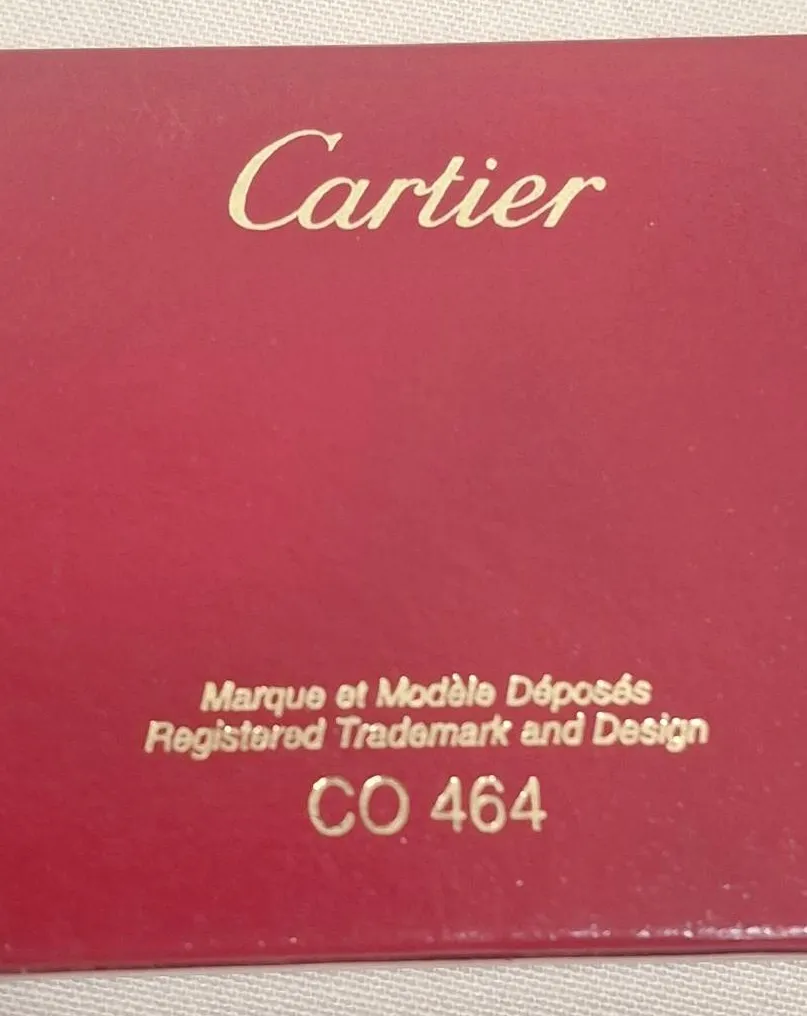 Cartier
Marque et Modèle Déposés
Registered Trademark and Design
CO 464